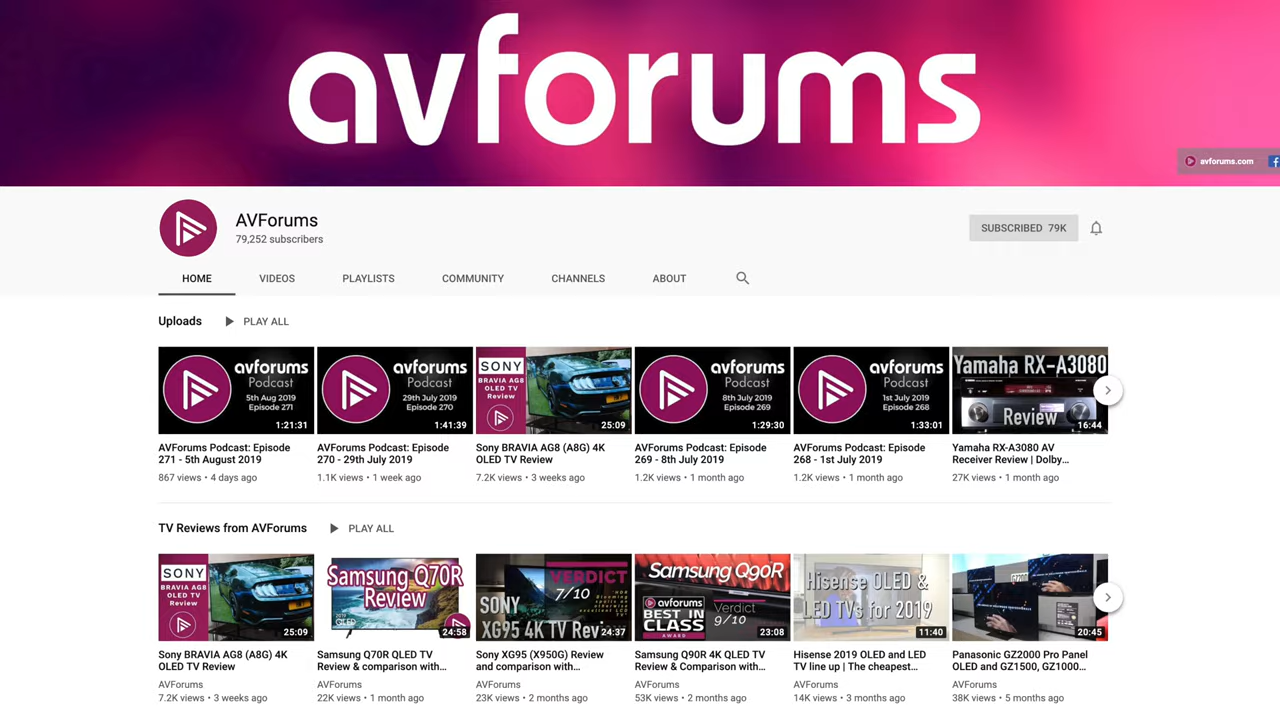 avforums
avforums.com
AVForums
79,252 subscribers
SUBSCRIBED 79K
HOME VIDEOS PLAYLISTS COMMUNITY CHANNELS ABOUT
Uploads PLAY ALL
avforums
Podcast
5th Aug 2019
Episode 271
1:21:31
avforums
Podcast
29th July 2019
Episode 270
1:41:39
SONY
BRAVIA AG8
OLED TV
Review
25:09
avforums
Podcast
8th July 2019
Episode 269
1:29:30
avforums
Podcast
1st July 2019
Episode 268
1:33:01
Yamaha RX-A3080
Review
16:44
AVForums Podcast: Episode
271 - 5th August 2019
867 views • 4 days ago
AVForums Podcast: Episode
270 - 29th July 2019
1.1K views • 1 week ago
Sony BRAVIA AG8 (A8G) 4K
OLED TV Review
7.2K views • 3 weeks ago
AVForums Podcast: Episode
269 - 8th July 2019
1.2K views • 1 month ago
AVForums Podcast: Episode
268 - 1st July 2019
1.2K views • 1 month ago
Yamaha RX-A3080 AV
Receiver Review | Dolby...
27K views • 1 month ago
TV Reviews from AVForums PLAY ALL
SONY
BRAVIA AG8
OLED TV
Review
25:09
Samsung Q70R
Review
2019
QLED
24:58
VERDICT
7/10
SONY
XG95 4K TV Rev
24:37
Samsung Q90R
avforums
BEST IN
CLASS
AWARD
Verdict
9/10
23:08
Hisense OLED &
LED TVs for 2019
11:40
GZ2000
20:45
Sony BRAVIA AG8 (A8G) 4K
OLED TV Review
AVForums
7.2K views • 3 weeks ago
Samsung Q70R QLED TV
Review & comparison with...
AVForums
22K views • 1 month ago
Sony XG95 (X950G) Review
and comparison with...
AVForums
23K views • 2 months ago
Samsung Q90R 4K QLED TV
Review & Comparison with...
AVForums
53K views • 2 months ago
Hisense 2019 OLED and LED
TV line up | The cheapest...
AVForums
14K views • 3 months ago
Panasonic GZ2000 Pro Panel
OLED and GZ1500, GZ1000...
AVForums
38K views • 5 months ago